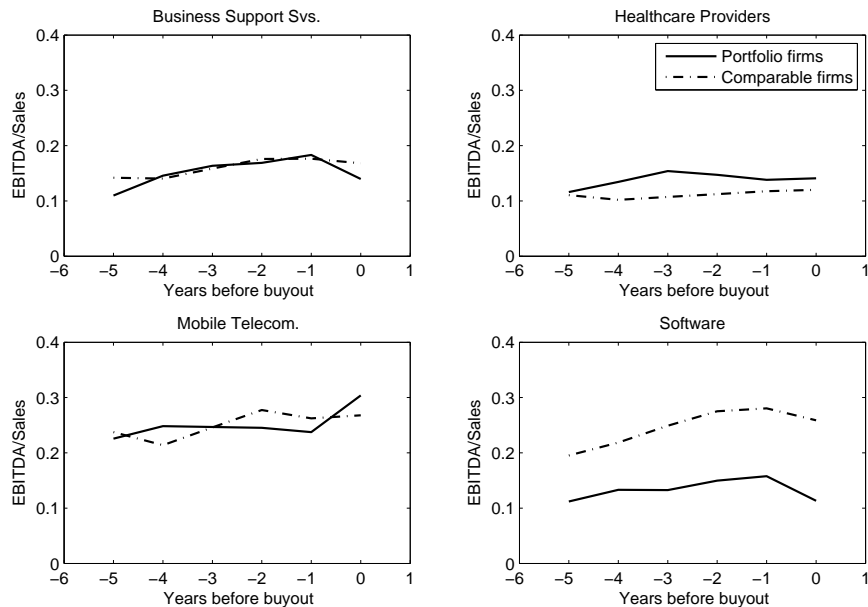 Business Support Svs.
0.4
0.3
0.2
0.1
0
EBITDA/Sales
−6 −5 −4 −3 −2 −1 0 1
Years before buyout
Healthcare Providers
Portfolio firms
Comparable firms
0.4
0.3
0.2
0.1
0
EBITDA/Sales
−6 −5 −4 −3 −2 −1 0 1
Years before buyout
Mobile Telecom.
0.4
0.3
0.2
0.1
0
EBITDA/Sales
−6 −5 −4 −3 −2 −1 0 1
Years before buyout
Software
0.4
0.3
0.2
0.1
0
EBITDA/Sales
−6 −5 −4 −3 −2 −1 0 1
Years before buyout